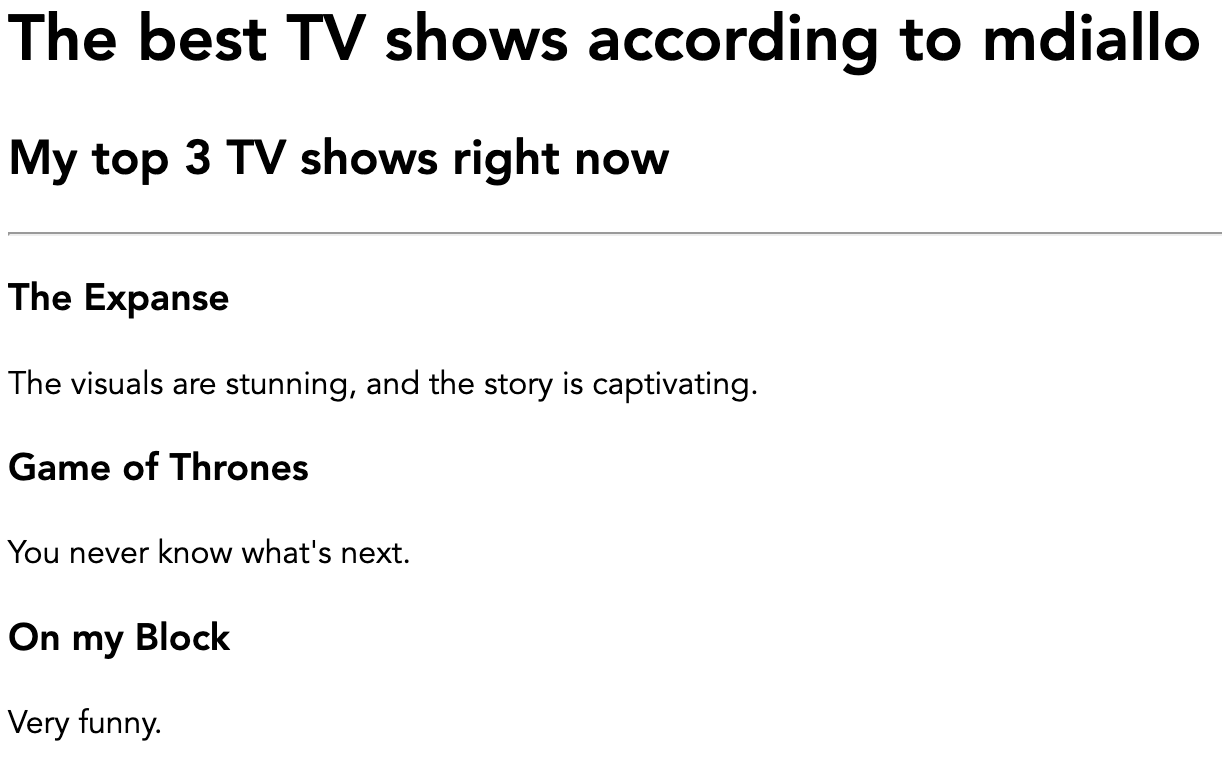 The best TV shows according to mdiallo
My top 3 TV shows right now
The Expanse
The visuals are stunning, and the story is captivating.
Game of Thrones
You never know what's next.
On my Block
Very funny.